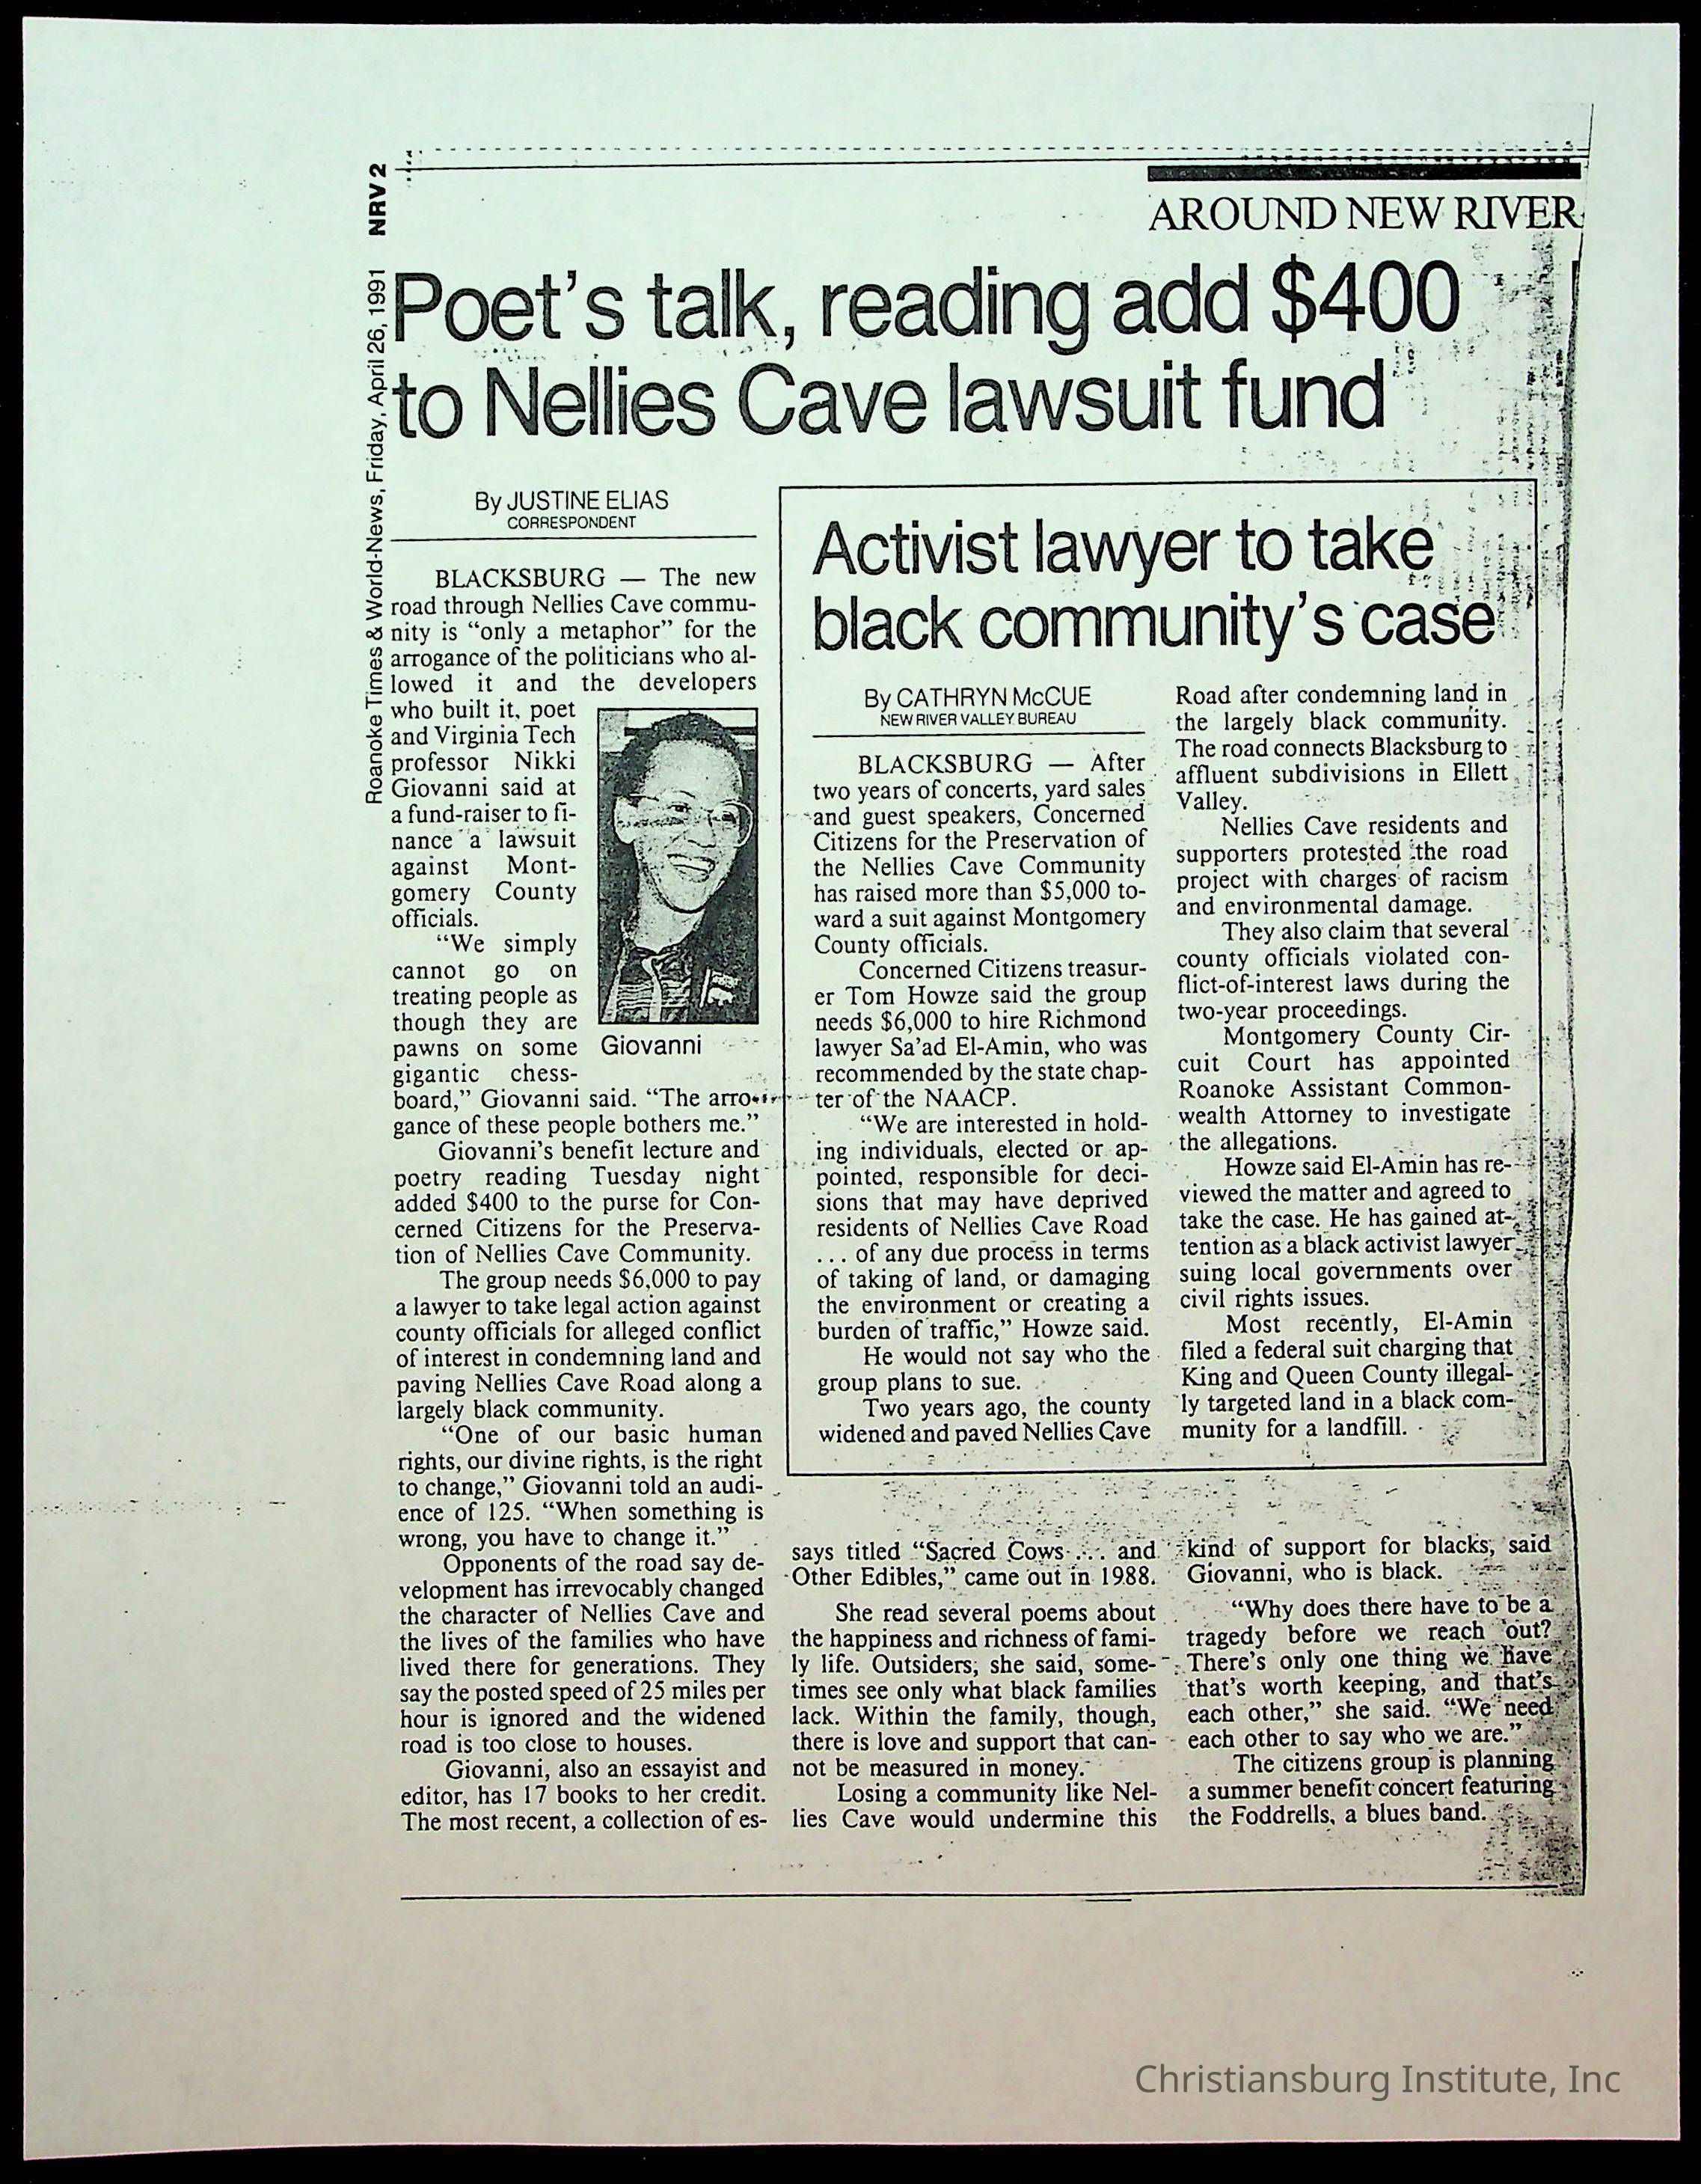 Roanoke Times & World-News, Friday, April 26, 1991 NRV 2
AROUND NEW RIVER
Poet's talk, reading add $400
to Nellies Cave lawsuit fund
By JUSTINE ELIAS
CORRESPONDENT
BLACKSBURG — The new
road through Nellies Cave commu-
nity is “only a metaphor” for the
arrogance of the politicians who al-
lowed it and the developers
who built it, poet
and Virginia Tech
professor Nikki
Giovanni said at
a fund-raiser to fi-
nance a lawsuit
against Mont-
gomery County
officials.
“We simply
cannot go on
treating people as
though they are
pawns on some
gigantic chess-
board,” Giovanni said. “The arro-
gance of these people bothers me.”
Giovanni's benefit lecture and
poetry reading Tuesday night
added $400 to the purse for Con-
cerned Citizens for the Preserva-
tion of Nellies Cave Community.
The group needs $6,000 to pay
a lawyer to take legal action against
county officials for alleged conflict
of interest in condemning land and
paving Nellies Cave Road along a
largely black community.
“One of our basic human
rights, our divine rights, is the right
to change,” Giovanni told an audi-
ence of 125. “When something is
wrong, you have to change it.”
Opponents of the road say de-
velopment has irrevocably changed
the character of Nellies Cave and
the lives of the families who have
lived there for generations. They
say the posted speed of 25 miles per
hour is ignored and the widened
road is too close to houses.
Giovanni, also an essayist and
editor, has 17 books to her credit.
The most recent, a collection of es-
says titled “Sacred Cows ... and
Other Edibles,” came out in 1988.
She read several poems about
the happiness and richness of fami-
ly life. Outsiders, she said, some-
times see only what black families
lack. Within the family, though,
there is love and support that can-
not be measured in money.
Losing a community like Nel-
lies Cave would undermine this
kind of support for blacks, said
Giovanni, who is black.
“Why does there have to be a
tragedy before we reach out?
There's only one thing we have
that's worth keeping, and that's
each other,” she said. “We need
each other to say who we are.”
The citizens group is planning
a summer benefit concert featuring
the Foddrells, a blues band.
Giovanni
Activist lawyer to take
black community's case
By CATHRYN McCUE
NEW RIVER VALLEY BUREAU
BLACKSBURG — After
two years of concerts, yard sales
and guest speakers, Concerned
Citizens for the Preservation of
the Nellies Cave Community
has raised more than $5,000 to-
ward a suit against Montgomery
County officials.
Concerned Citizens treasur-
er Tom Howze said the group
needs $6,000 to hire Richmond
lawyer Sa'ad El-Amin, who was
recommended by the state chap-
ter of the NAACP.
“We are interested in hold-
ing individuals, elected or ap-
pointed, responsible for deci-
sions that may have deprived
residents of Nellies Cave Road
... of any due process in terms
of taking of land, or damaging
the environment or creating a
burden of traffic,” Howze said.
He would not say who the
group plans to sue.
Two years ago, the county
widened and paved Nellies Cave
Road after condemning land in
the largely black community.
The road connects Blacksburg to
affluent subdivisions in Ellett
Valley.
Nellies Cave residents and
supporters protested the road
project with charges of racism
and environmental damage.
They also claim that several
county officials violated con-
flict-of-interest laws during the
two-year proceedings.
Montgomery County Cir-
cuit Court has appointed
Roanoke Assistant Common-
wealth Attorney to investigate
the allegations.
Howze said El-Amin has re-
viewed the matter and agreed to
take the case. He has gained at-
tention as a black activist lawyer
suing local governments over
civil rights issues.
Most recently, El-Amin
filed a federal suit charging that
King and Queen County illegal-
ly targeted land in a black com-
munity for a landfill.
Christiansburg Institute, Inc